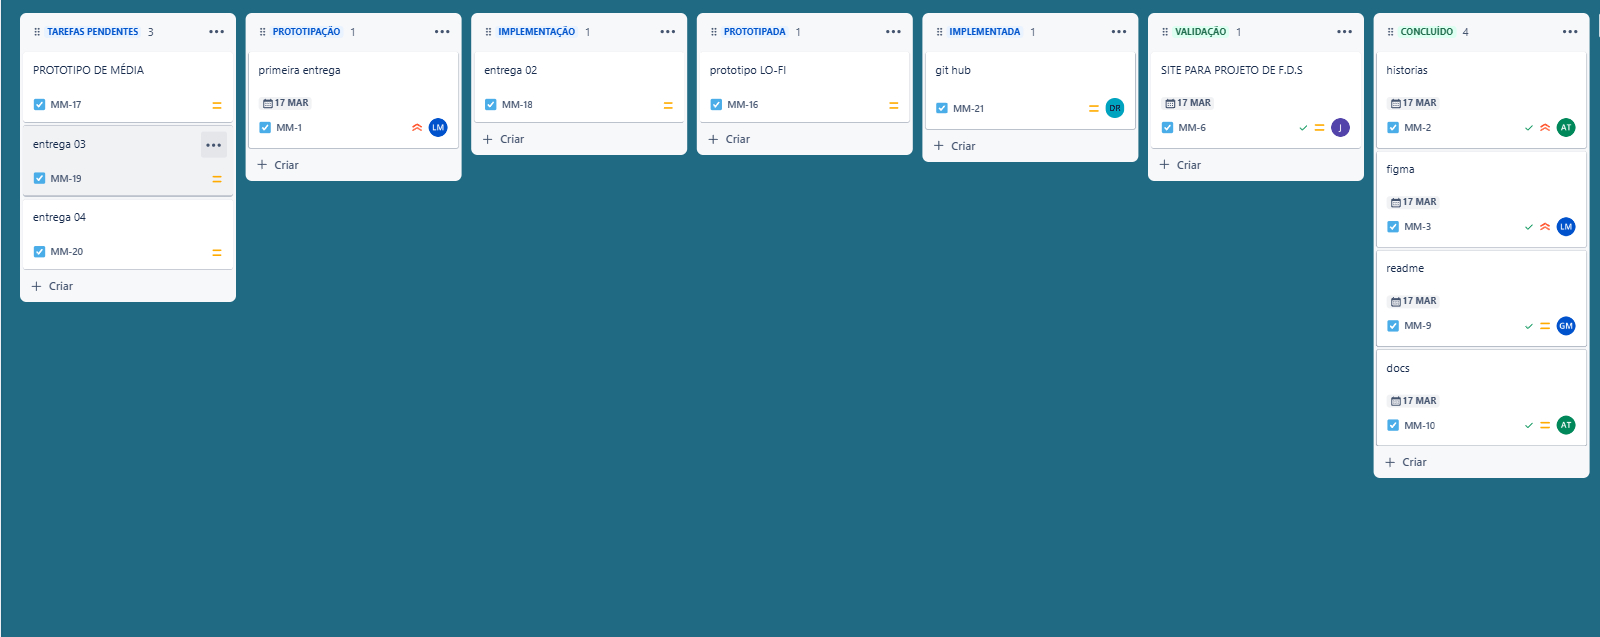 TAREFAS PENDENTES 3
PROTOTIPO DE MÉDIA
MM-17
entrega 03
MM-19
entrega 04
MM-20
Criar
PROTOTIPAÇÃO 1
primeira entrega
17 MAR
MM-1 LM
Criar
IMPLEMENTAÇÃO 1
entrega 02
MM-18
Criar
PROTOTIPADA 1
prototipo LO-FI
MM-16
Criar
IMPLEMENTADA 1
git hub
MM-21 DR
Criar
VALIDAÇÃO 1
SITE PARA PROJETO DE F.D.S
17 MAR
MM-6 J
Criar
CONCLUÍDO 4
historias
17 MAR
MM-2 AT
figma
17 MAR
MM-3 LM
readme
17 MAR
MM-9 GM
docs
17 MAR
MM-10 AT
Criar